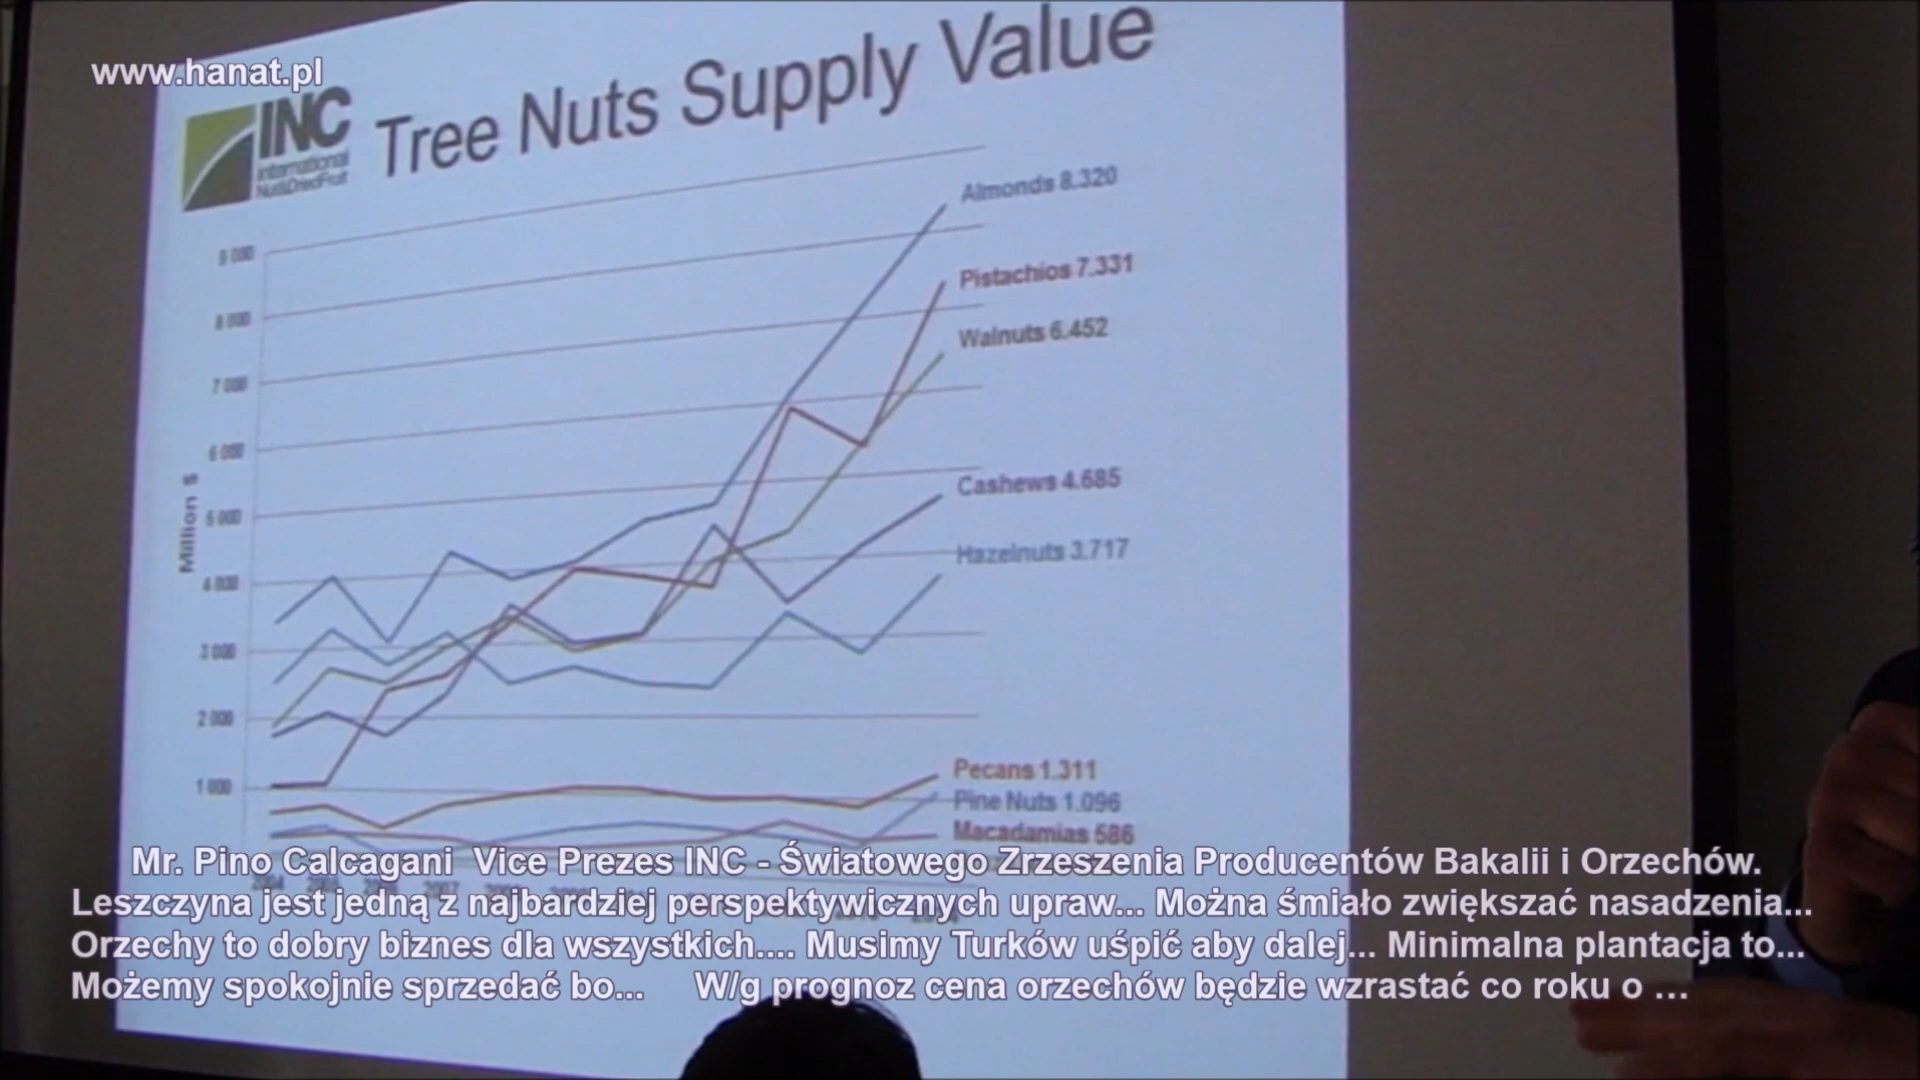 www.hanat.pl
INC
International
Nut&DriedFruit
Tree Nuts Supply Value
Almonds 8.320
9 000
Pistachios 7.331
8 000
Walnuts 6.452
7 000
6 000
Cashews 4.685
Million $
5 000
Hazelnuts 3.717
4 000
3 000
2 000
Pecans 1.311
1 000
Pine Nuts 1.096
Macadamias 586
Mr. Pino Calcagani Vice Prezes INC - Światowego Zrzeszenia Producentów Bakalii i Orzechów.
2004 2005 2006 2007
Leszczyna jest jedną z najbardziej perspektywicznych upraw... Można śmiało zwiększać nasadzenia...
Orzechy to dobry biznes dla wszystkich.... Musimy Turków uśpić aby dalej... Minimalna plantacja to...
Możemy spokojnie sprzedać bo... W/g prognoz cena orzechów będzie wzrastać co roku o ...